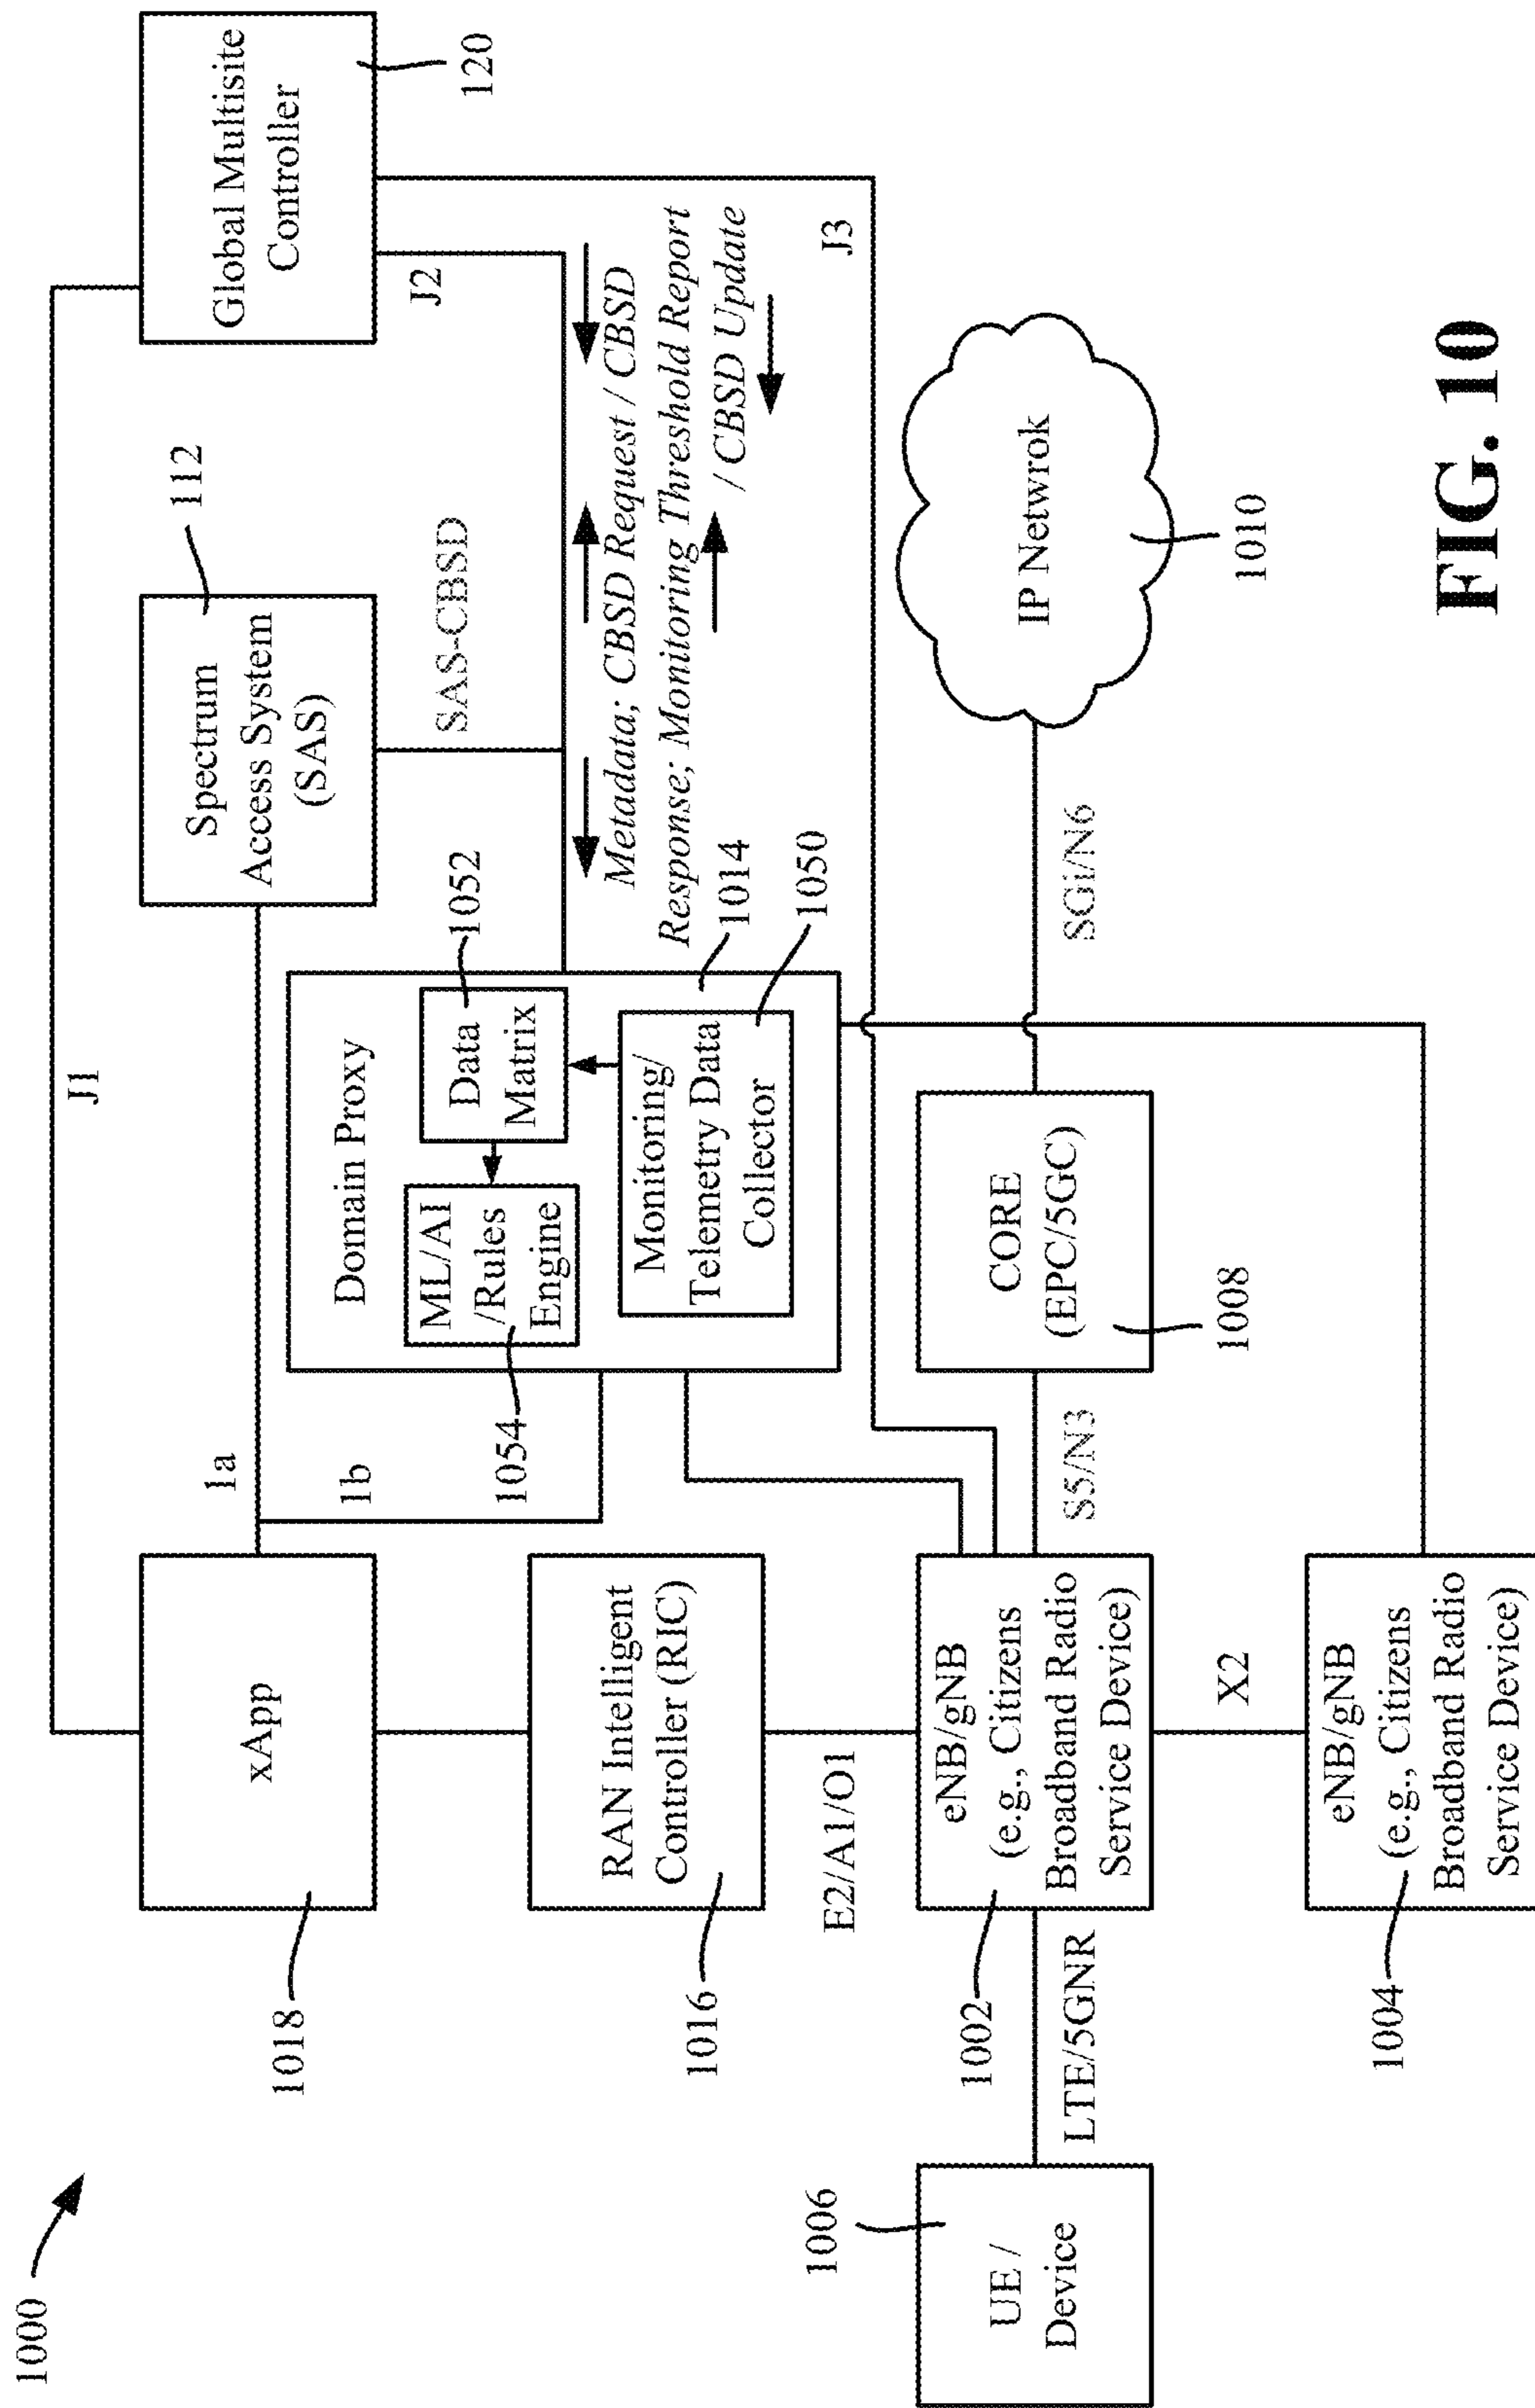 1000
J1
xApp
1018
1a
1b
Spectrum
Access System
(SAS)
112
Global Multisite
Controller
120
J2
SAS-CBSD
Domain Proxy
ML/AI
/Rules
Engine
1054
Data
Matrix
1052
Monitoring/
Telemetry Data
Collector
1014
1050
Metadata; CBSD Request / CBSD
Response; Monitoring Threshold Report
/ CBSD Update
J3
RAN Intelligent
Controller (RIC)
1016
E2/A1/O1
UE /
Device
1006
LTE/5GNR
eNB/gNB
(e.g., Citizens
Broadband Radio
Service Device)
1002
S5/N3
CORE
(EPC/5GC)
1008
SGi/N6
IP Netwrok
1010
X2
eNB/gNB
(e.g., Citizens
Broadband Radio
Service Device)
1004
FIG. 10